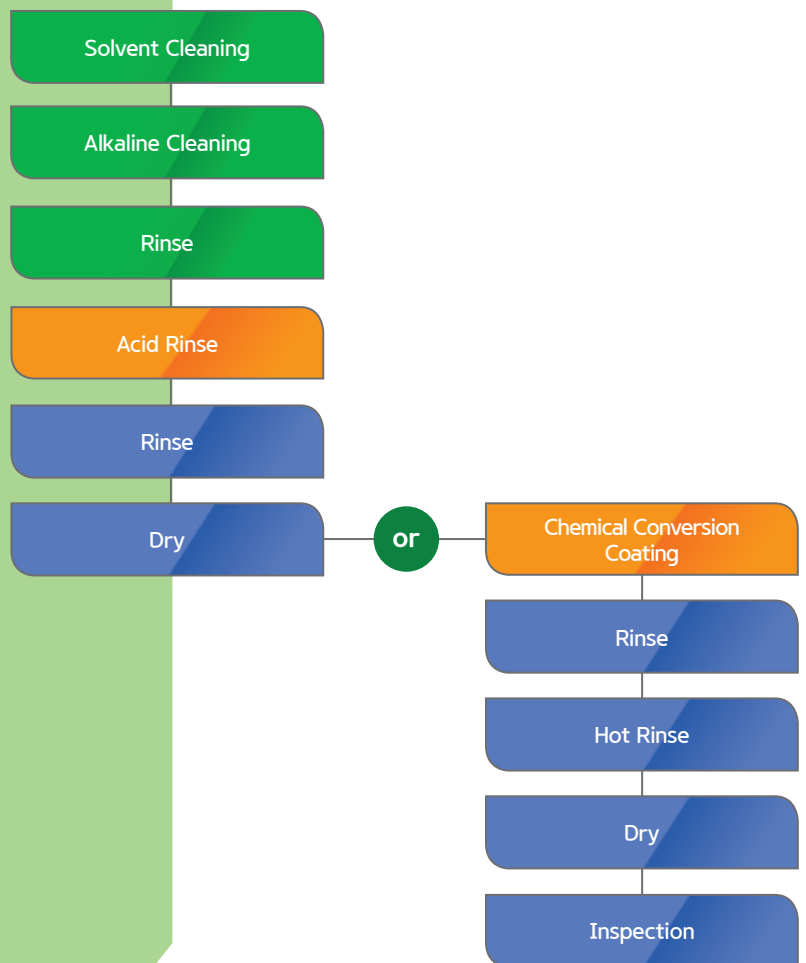 Solvent Cleaning
Alkaline Cleaning
Rinse
Acid Rinse
Rinse
Dry
or
Chemical Conversion
Coating
Rinse
Hot Rinse
Dry
Inspection